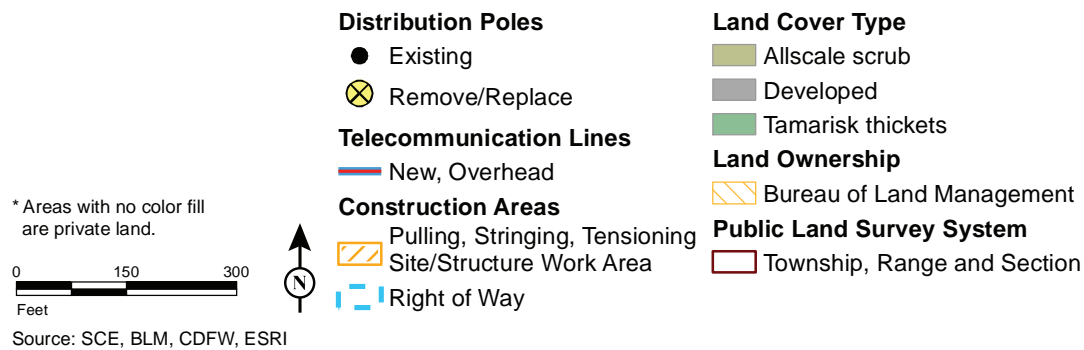 Distribution Poles
Existing
Remove/Replace
Telecommunication Lines
New, Overhead
Construction Areas
Pulling, Stringing, Tensioning
Site/Structure Work Area
Right of Way
Land Cover Type
Allscale scrub
Developed
Tamarisk thickets
Land Ownership
Bureau of Land Management
Public Land Survey System
Township, Range and Section
* Areas with no color fill
are private land.
0 150 300
Feet
N
Source: SCE, BLM, CDFW, ESRI